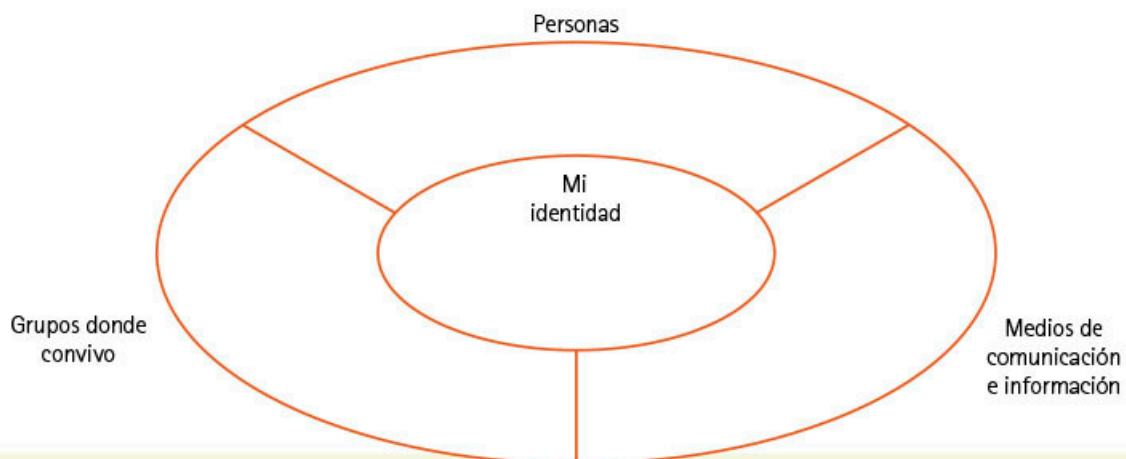 Personas
Mi
identidad
Grupos donde
convivo
Medios de
comunicación
e información